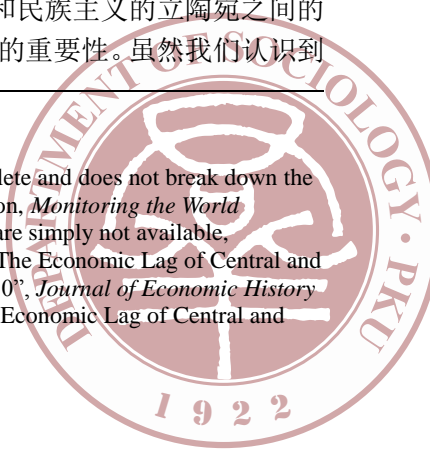 和民族主义的立陶宛之间的
的重要性。虽然我们认识到
lete and does not break down the
on, Monitoring the World
are simply not available,
The Economic Lag of Central and
0”, Journal of Economic History
Economic Lag of Central and
DEPARTMENT OF SOCIOLOGY · PKU
1922